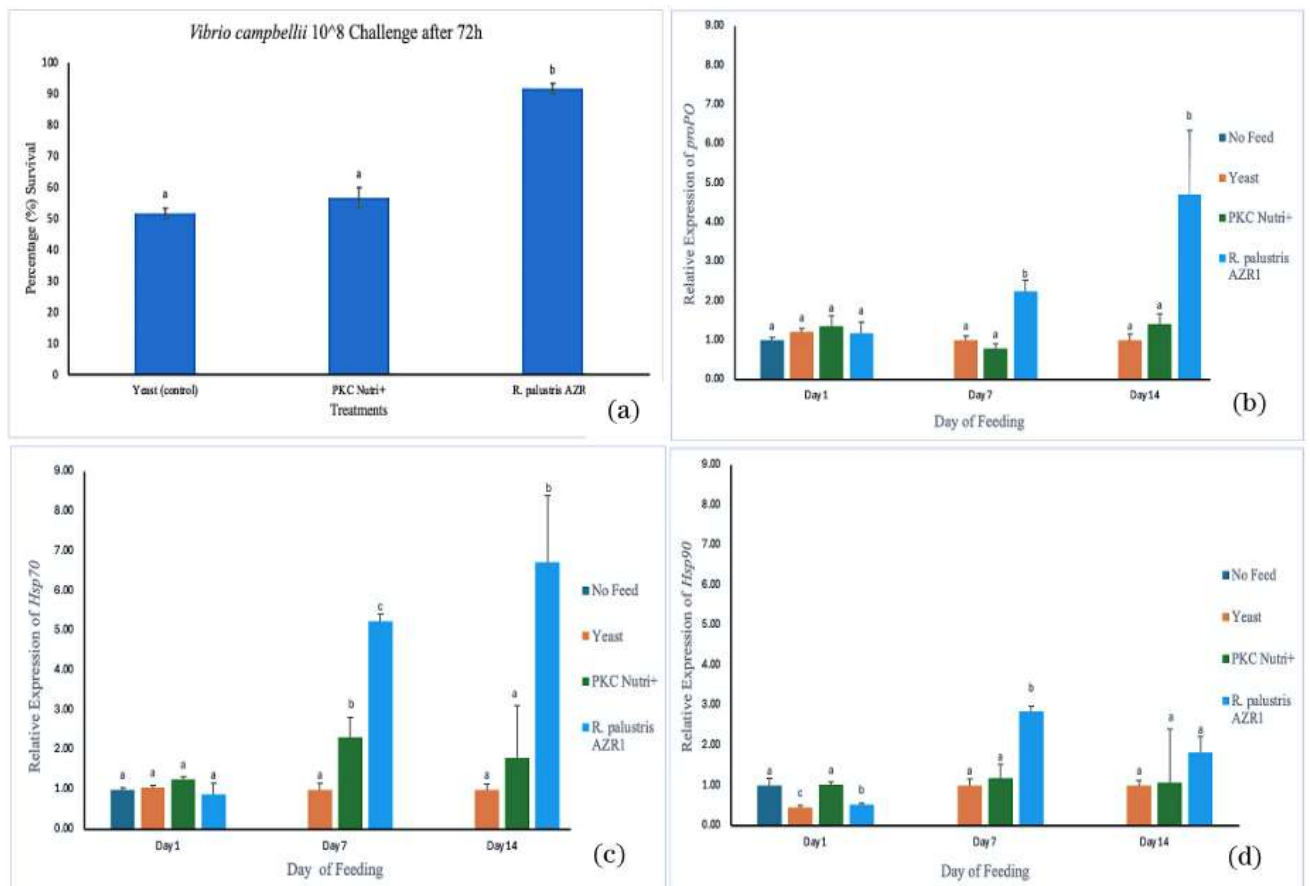 Vibrio campbellii 10^8 Challenge after 72h
Percentage (%) Survival
100
90
80
70
60
50
40
30
20
10
0
a
a
b
Yeast (control)
PKC Nutri+
R. palustris AZR
Treatments
(a)
Relative Expression of proPO
9.00
8.00
7.00
6.00
5.00
4.00
3.00
2.00
1.00
0.00
a a a a
a a b
a a b
Day 1
Day 7
Day 14
Day of Feeding
No Feed
Yeast
PKC Nutri+
R. palustris
AZR1
(b)
Relative Expression of Hsp70
9.00
8.00
7.00
6.00
5.00
4.00
3.00
2.00
1.00
0.00
a a a a
a b c
a a b
Day 1
Day 7
Day 14
Day of Feeding
No Feed
Yeast
PKC Nutri+
R. palustris
AZR1
(c)
Relative Expression of Hsp90
9.00
8.00
7.00
6.00
5.00
4.00
3.00
2.00
1.00
0.00
a c a b
a a b
a a a
Day 1
Day 7
Day 14
Day of Feeding
No Feed
Yeast
PKC Nutri+
R. palustris
AZR1
(d)